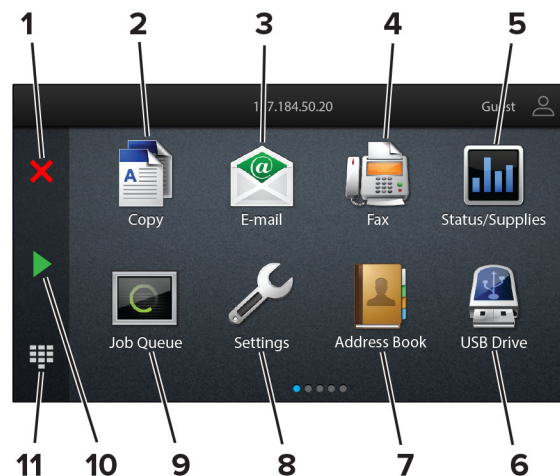 1 2 3 4 5
Guest
A
@
Copy E-mail Fax Status/Supplies
Job Queue Settings Address Book USB Drive
11 10 9 8 7 6